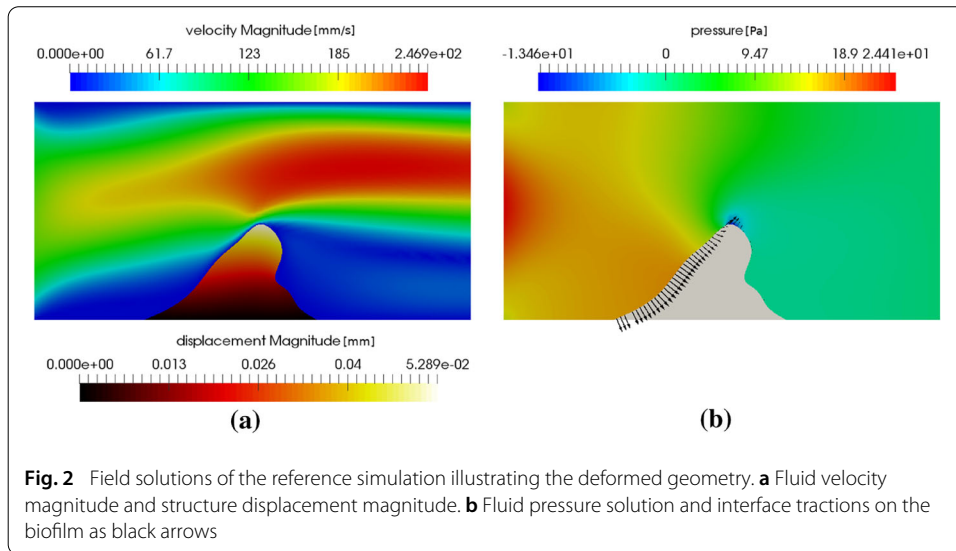 velocity Magnitude [mm/s]
0.000e+00 61.7 123 185 2.469e+02
pressure [Pa]
-1.346e+01 0 9.47 18.9 2.441e+01
displacement Magnitude [mm]
0.000e+00 0.013 0.026 0.04 5.289e-02
(a)
(b)
Fig. 2 Field solutions of the reference simulation illustrating the deformed geometry. a Fluid velocity
magnitude and structure displacement magnitude. b Fluid pressure solution and interface tractions on the
biofilm as black arrows